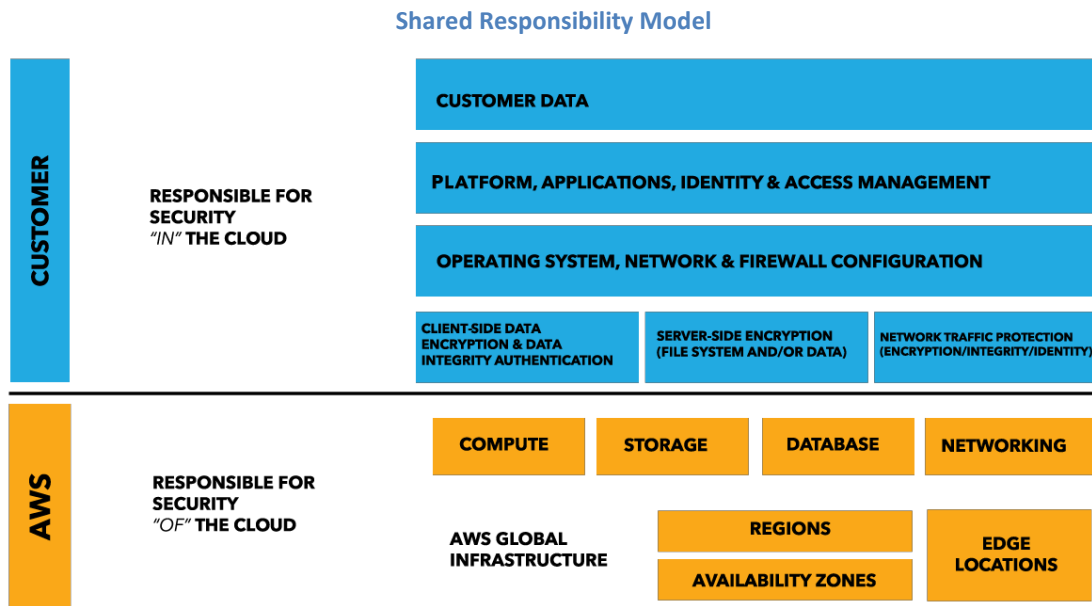 Shared Responsibility Model
CUSTOMER
RESPONSIBLE FOR
SECURITY
“IN” THE CLOUD
CUSTOMER DATA
PLATFORM, APPLICATIONS, IDENTITY & ACCESS MANAGEMENT
OPERATING SYSTEM, NETWORK & FIREWALL CONFIGURATION
CLIENT-SIDE DATA
ENCRYPTION & DATA
INTEGRITY AUTHENTICATION
SERVER-SIDE ENCRYPTION
(FILE SYSTEM AND/OR DATA)
NETWORK TRAFFIC PROTECTION
(ENCRYPTION/INTEGRITY/IDENTITY)
AWS
RESPONSIBLE FOR
SECURITY
“OF” THE CLOUD
COMPUTE
STORAGE
DATABASE
NETWORKING
AWS GLOBAL
INFRASTRUCTURE
REGIONS
AVAILABILITY ZONES
EDGE
LOCATIONS